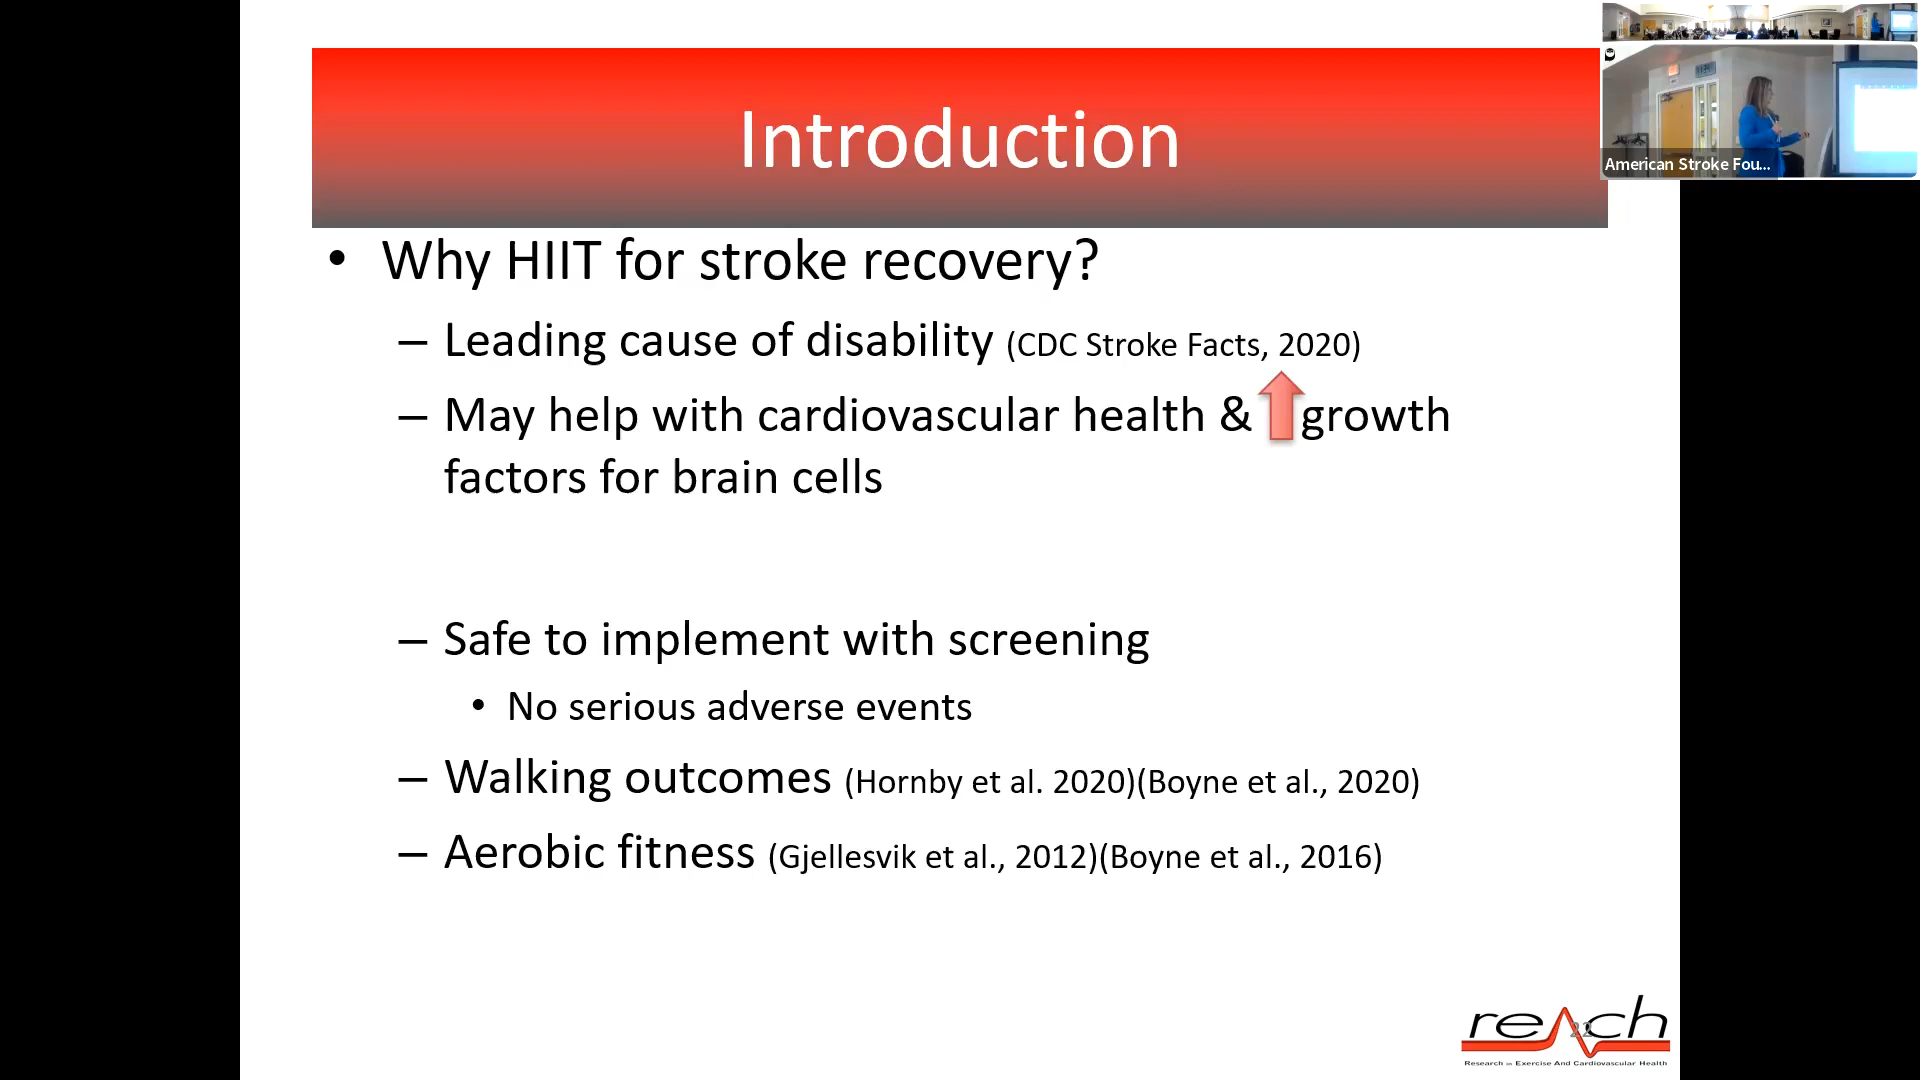 Introduction
American Stroke Fou...
• Why HIIT for stroke recovery?
– Leading cause of disability (CDC Stroke Facts, 2020)
– May help with cardiovascular health & growth
factors for brain cells
– Safe to implement with screening
• No serious adverse events
– Walking outcomes (Hornby et al. 2020)(Boyne et al., 2020)
– Aerobic fitness (Gjellesvik et al., 2012)(Boyne et al., 2016)
reach
22
Research in Exercise And Cardiovascular Health